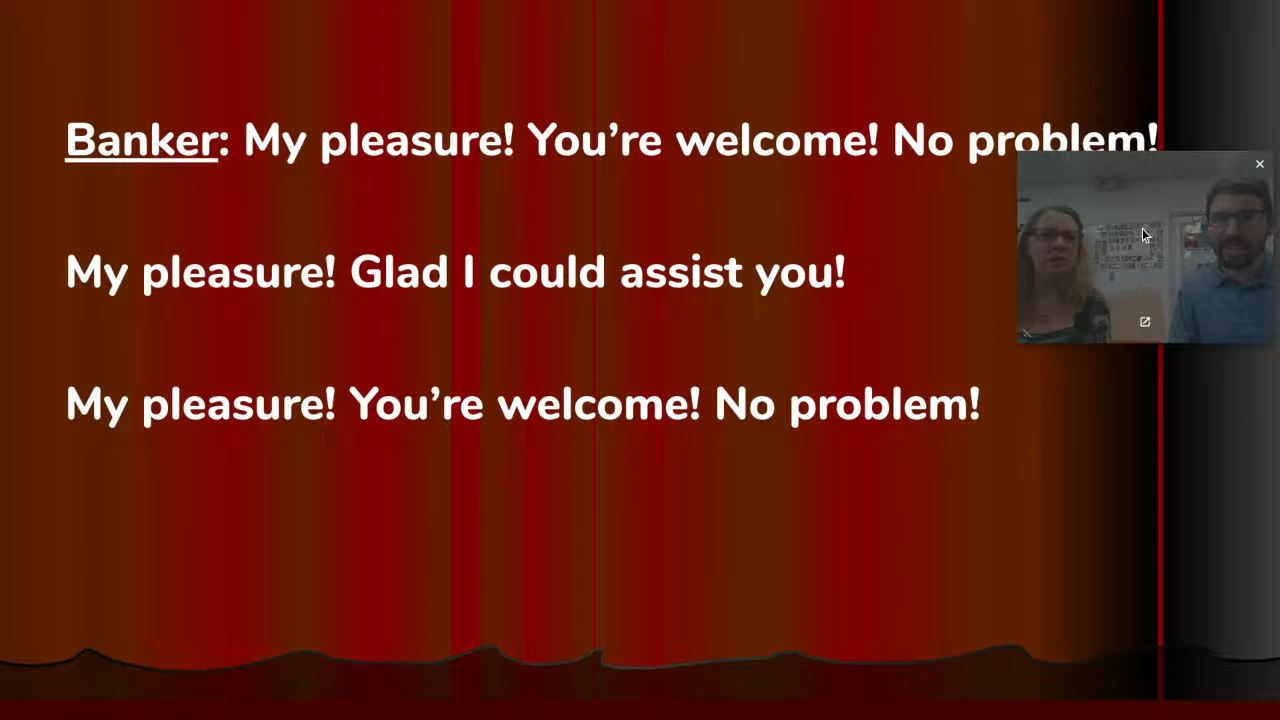 Banker: My pleasure! You’re welcome! No problem!
My pleasure! Glad I could assist you!
My pleasure! You’re welcome! No problem!